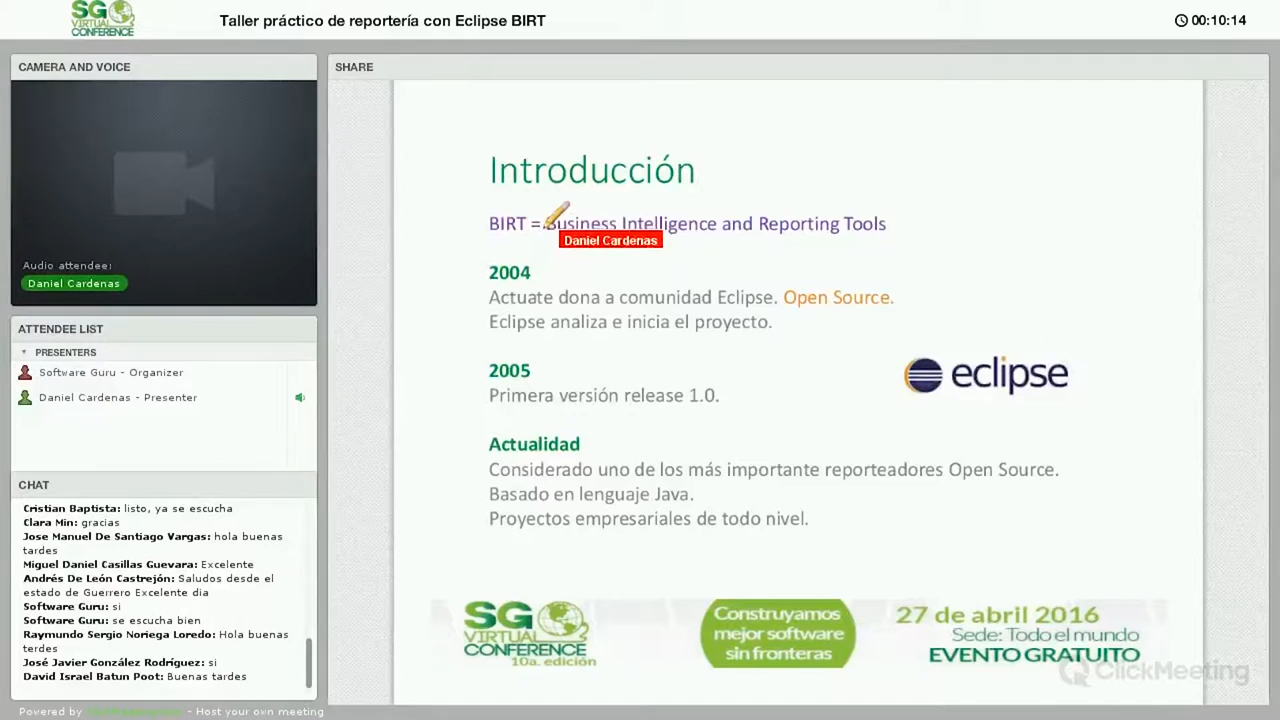 SG VIRTUAL CONFERENCE
Taller práctico de reportería con Eclipse BIRT
00:10:14
CAMERA AND VOICE
Audio attendee:
Daniel Cardenas
ATTENDEE LIST
PRESENTERS
Software Guru - Organizer
Daniel Cardenas - Presenter
CHAT
Cristian Baptista: listo, ya se escucha
Clara Min: gracias
Jose Manuel De Santiago Vargas: hola buenas
tardes
Miguel Daniel Casillas Guevara: Excelente
Andrés De León Castrejón: Saludos desde el
estado de Guerrero Excelente dia
Software Guru: si
Software Guru: se escucha bien
Raymundo Sergio Noriega Loredo: Hola buenas
terdes
José Javier González Rodríguez: si
David Israel Batun Poot: Buenas tardes
Powered by
- Host your own meeting
SHARE
Introducción
BIRT = Business Intelligence and Reporting Tools
Daniel Cardenas
2004
Actuate dona a comunidad Eclipse. Open Source.
Eclipse analiza e inicia el proyecto.
2005
Primera versión release 1.0.
eclipse
Actualidad
Considerado uno de los más importante reporteadores Open Source.
Basado en lenguaje Java.
Proyectos empresariales de todo nivel.
SG
VIRTUAL
CONFERENCE
10a. edición
Construyamos
mejor software
sin fronteras
27 de abril 2016
Sede: Todo el mundo
EVENTO GRATUITO
ClickMeeting